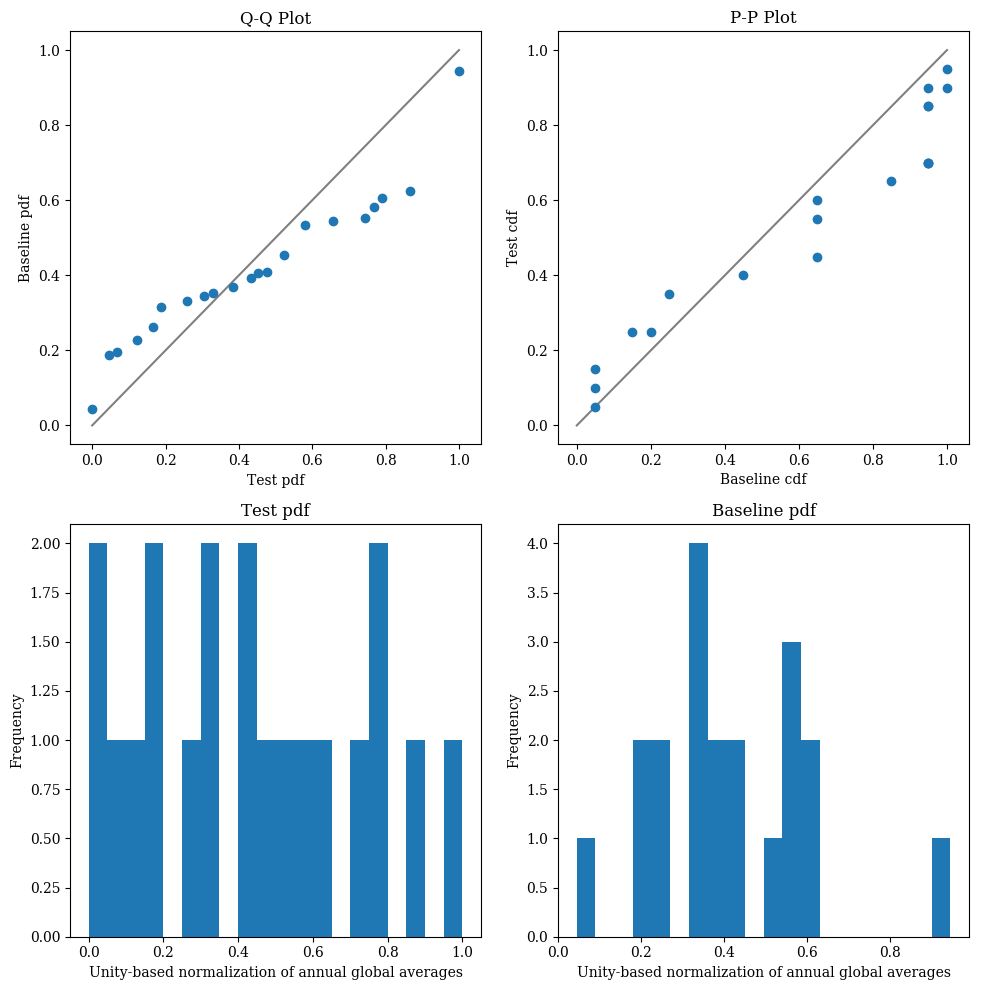 Q-Q Plot
1.0
0.8
0.6
0.4
0.2
0.0
Baseline pdf
0.0 0.2 0.4 0.6 0.8 1.0
Test pdf
P-P Plot
1.0
0.8
0.6
0.4
0.2
0.0
Test cdf
0.0 0.2 0.4 0.6 0.8 1.0
Baseline cdf
Test pdf
2.00
1.75
1.50
1.25
1.00
0.75
0.50
0.25
0.00
Frequency
0.0 0.2 0.4 0.6 0.8 1.0
Unity-based normalization of annual global averages
Baseline pdf
4.0
3.5
3.0
2.5
2.0
1.5
1.0
0.5
0.0
Frequency
0.0 0.2 0.4 0.6 0.8
Unity-based normalization of annual global averages